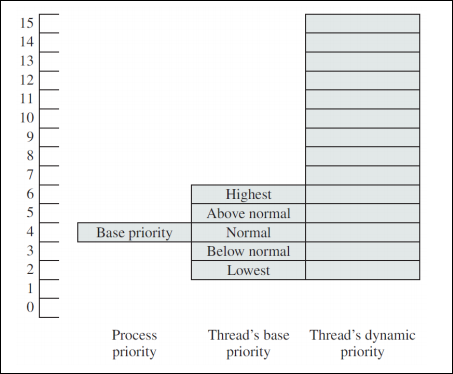 15
14
13
12
11
10
9
8
7
6
5
4
3
2
1
0
Highest
Above normal
Base priority
Normal
Below normal
Lowest
Process
priority
Thread's base
priority
Thread's dynamic
priority